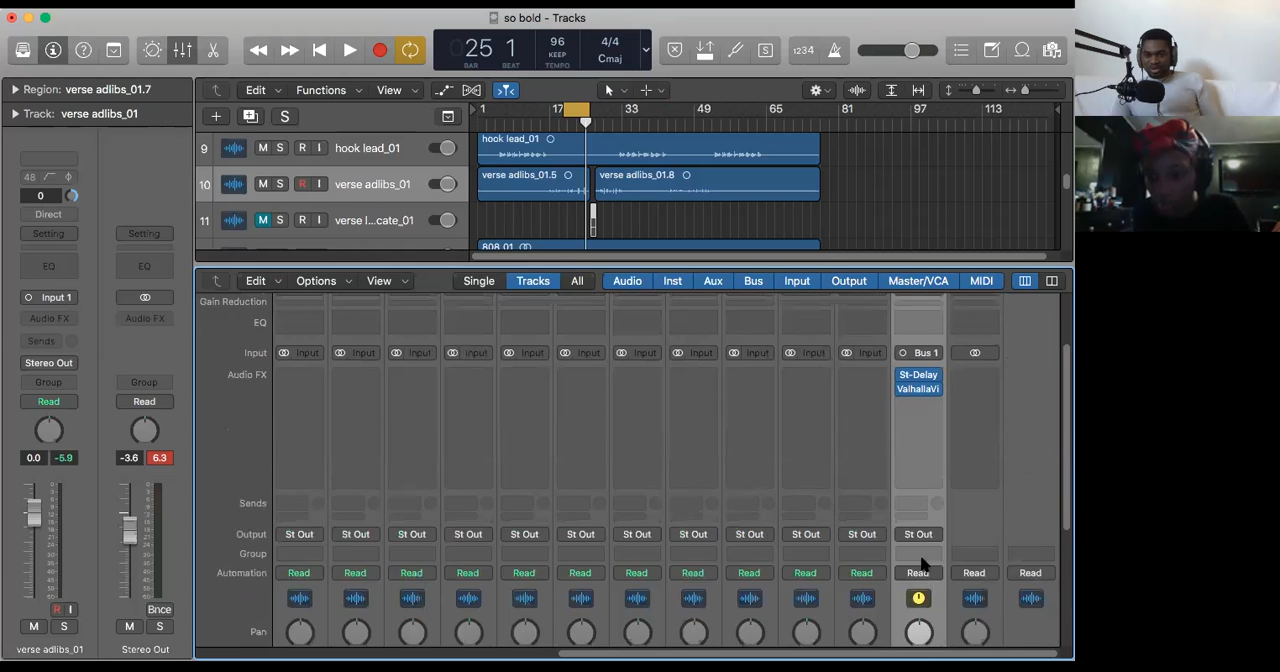 so bold - Tracks
25 1
BAR BEAT
96
KEEP
TEMPO
4/4
Cmaj
1234
Region: verse adlibs_01.7
Track: verse adlibs_01
Edit Functions View
1 17 33 49 65 81 97 113
S
9 M S R I hook lead_01
hook lead_01
10 M S R I verse adlibs_01
verse adlibs_01.5 verse adlibs_01.8
11 M S R I verse l...cate_01
808 01
48
0
Direct
Setting Setting
EQ EQ
Input 1
Audio FX Audio FX
Sends
Stereo Out
Group Group
Read Read
0.0 -5.9 -3.6 6.3
R I Bnce
M S M S
verse adlibs_01 Stereo Out
Edit Options View Single Tracks All Audio Inst Aux Bus Input Output Master/VCA MIDI
Gain Reduction
EQ
Input Input Input Input Input Input Input Input Input Input Input Input Bus 1
Audio FX St-Delay
ValhallaVi
Sends
Output St Out St Out St Out St Out St Out St Out St Out St Out St Out St Out St Out St Out
Group
Automation Read Read Read Read Read Read Read Read Read Read Read Read Read Read
Pan